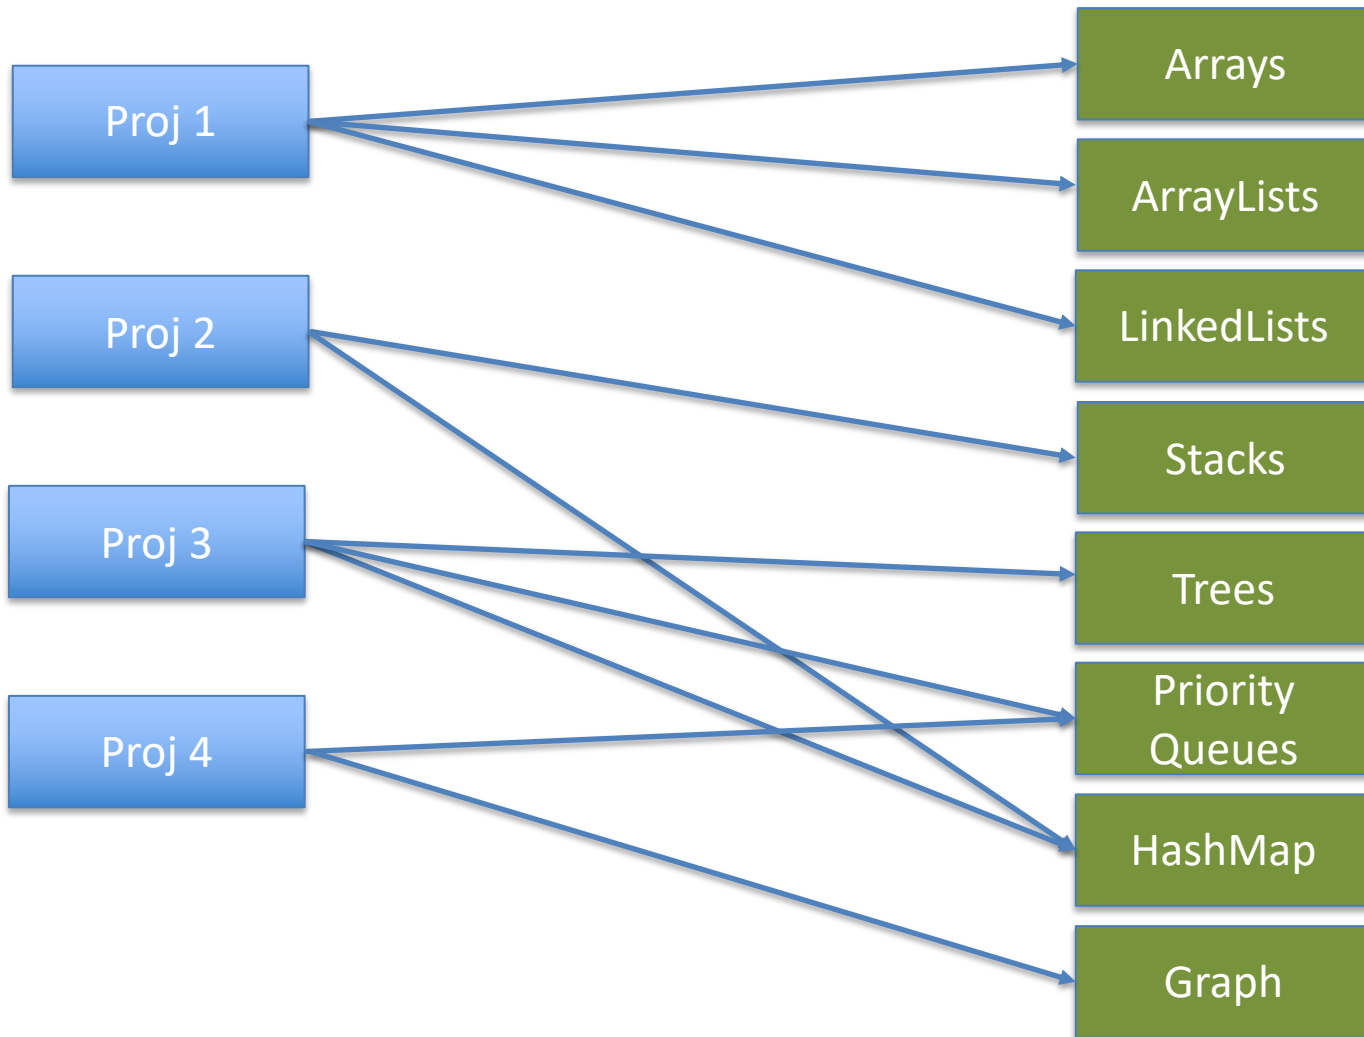 Proj 1
Proj 2
Proj 3
Proj 4
Arrays
ArrayLists
LinkedLists
Stacks
Trees
Priority
Queues
HashMap
Graph